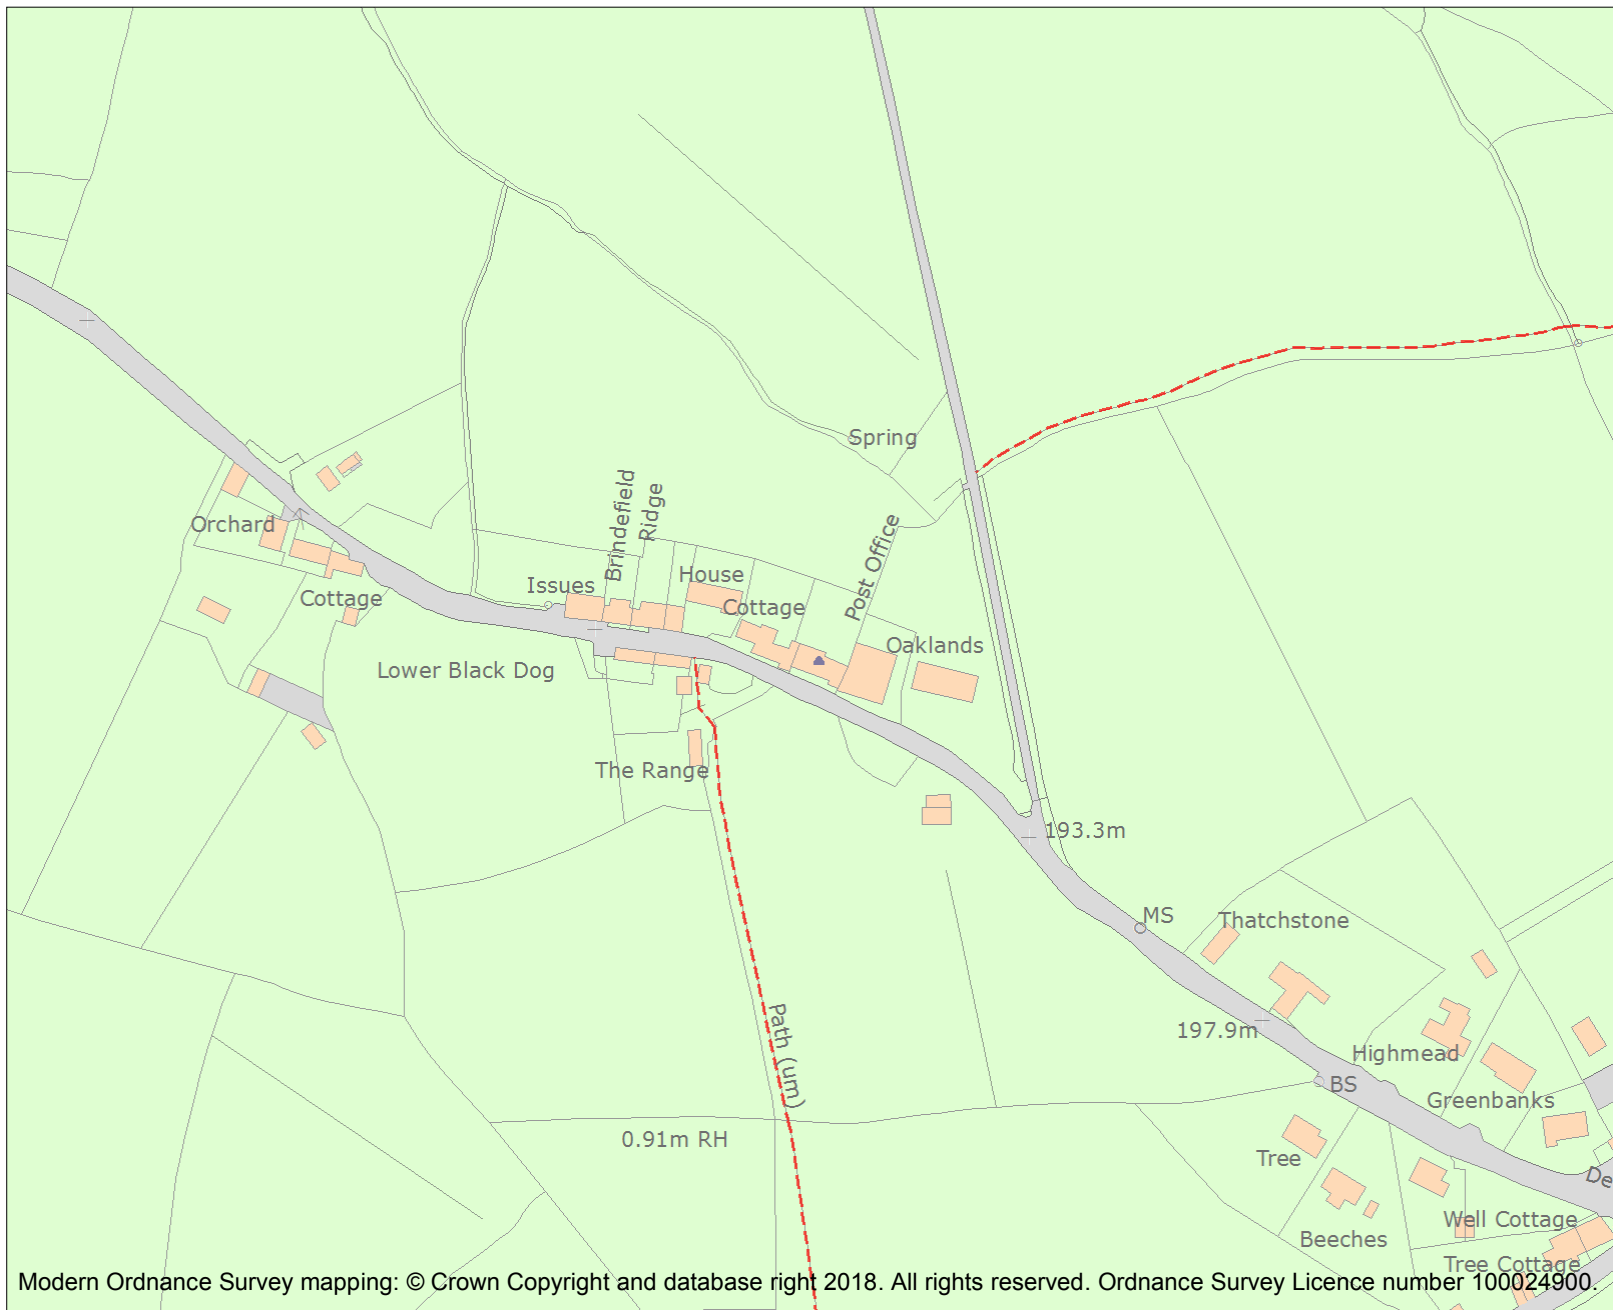 Spring
Brindefield
Ridge
Post Office
Orchard
Issues
House
Cottage
Cottage
Oaklands
Lower Black Dog
The Range
193.3m
MS
Thatchstone
Path (um)
197.9m
Highmead
BS
Greenbanks
0.91m RH
Tree
De
Well Cottage
Beeches
Tree Cottage
Modern Ordnance Survey mapping: © Crown Copyright and database right 2018. All rights reserved. Ordnance Survey Licence number 100024900.